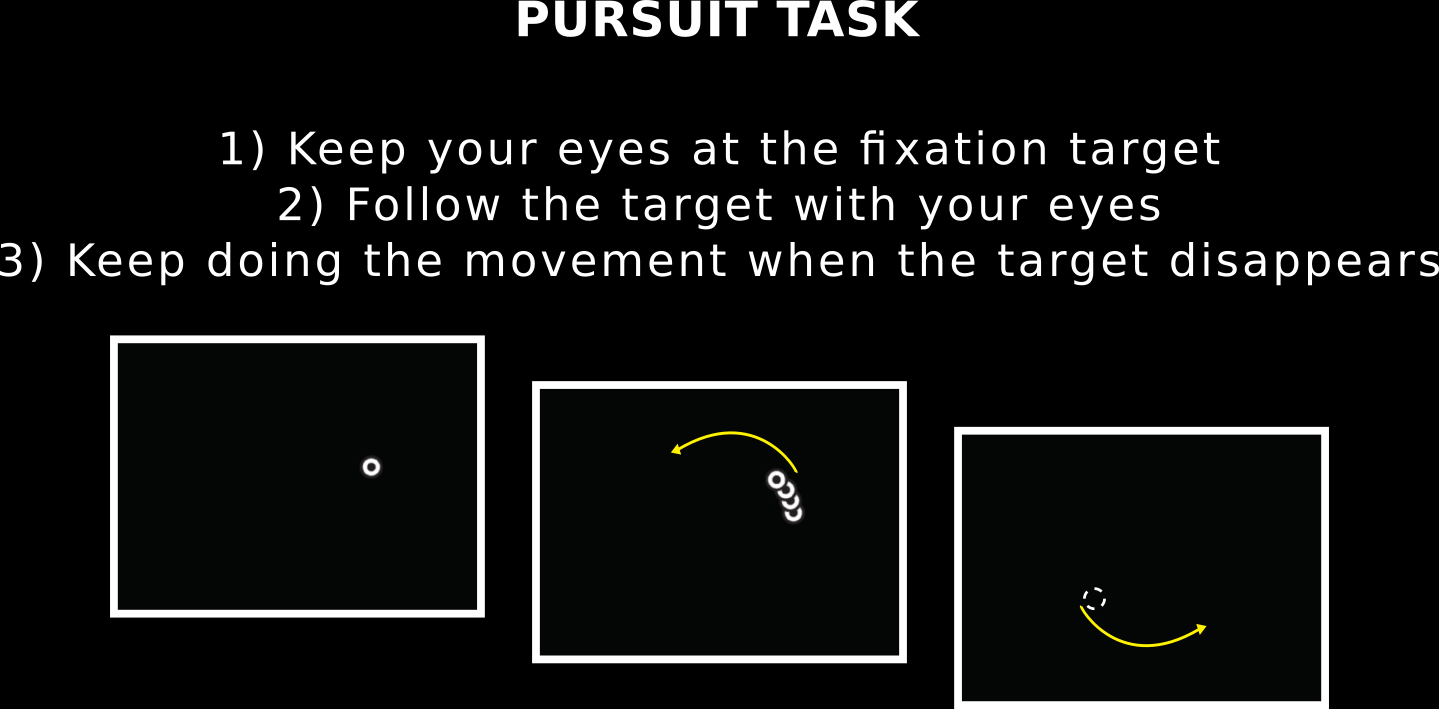 PURSUIT TASK
1) Keep your eyes at the fixation target
2) Follow the target with your eyes
3) Keep doing the movement when the target disappears